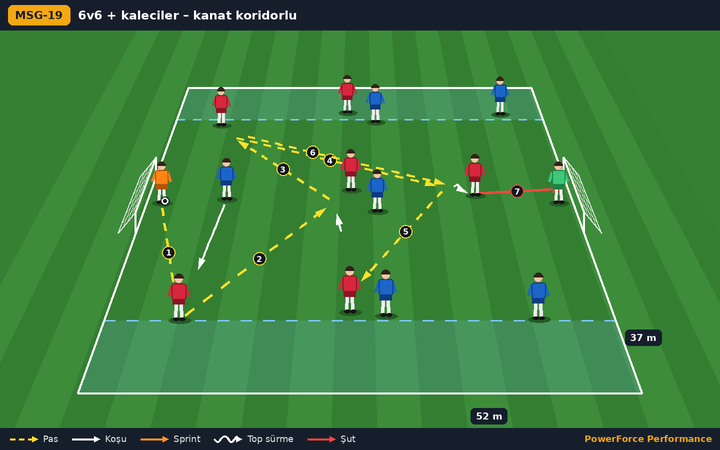 MSG-19 6v6 + kaleciler – kanat koridorlu
6
4
3
7
5
1
2
37 m
52 m
Pas Koşu Sprint Top sürme Şut PowerForce Performance